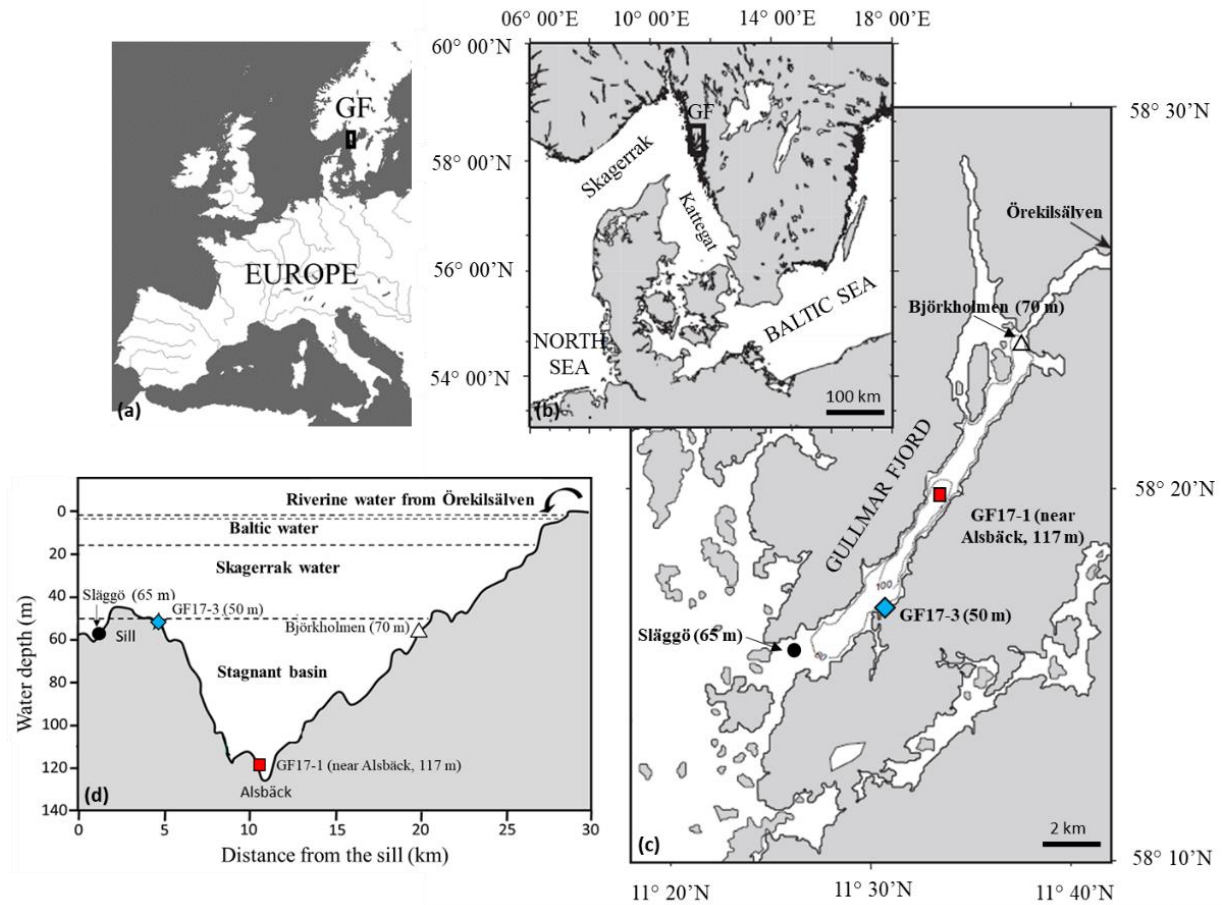 GF
EUROPE
(a)
06° 00’E
10° 00’E
14° 00’E
18° 00’E
60° 00’N
58° 00’N
56° 00’N
54° 00’N
GF
Skagerrak
Kattegat
BALTIC SEA
NORTH
SEA
(b)
100 km
58° 30’N
58° 20’N
58° 10’N
Örekilsälven
Björkholmen (70 m)
GULLMAR FJORD
GF17-1 (near
Alsbäck, 117 m)
100
GF17-3 (50 m)
Släggö (65 m)
(c)
2 km
11° 20’N
11° 30’N
11° 40’N
Riverine water from Örekilsälven
Baltic water
Skagerrak water
Släggö (65 m)
GF17-3 (50 m)
Sill
Björkholmen (70 m)
Stagnant basin
GF17-1 (near Alsbäck, 117 m)
Alsbäck
(d)
Water depth (m)
0
20
40
60
80
100
120
140
0
5
10
15
20
25
30
Distance from the sill (km)